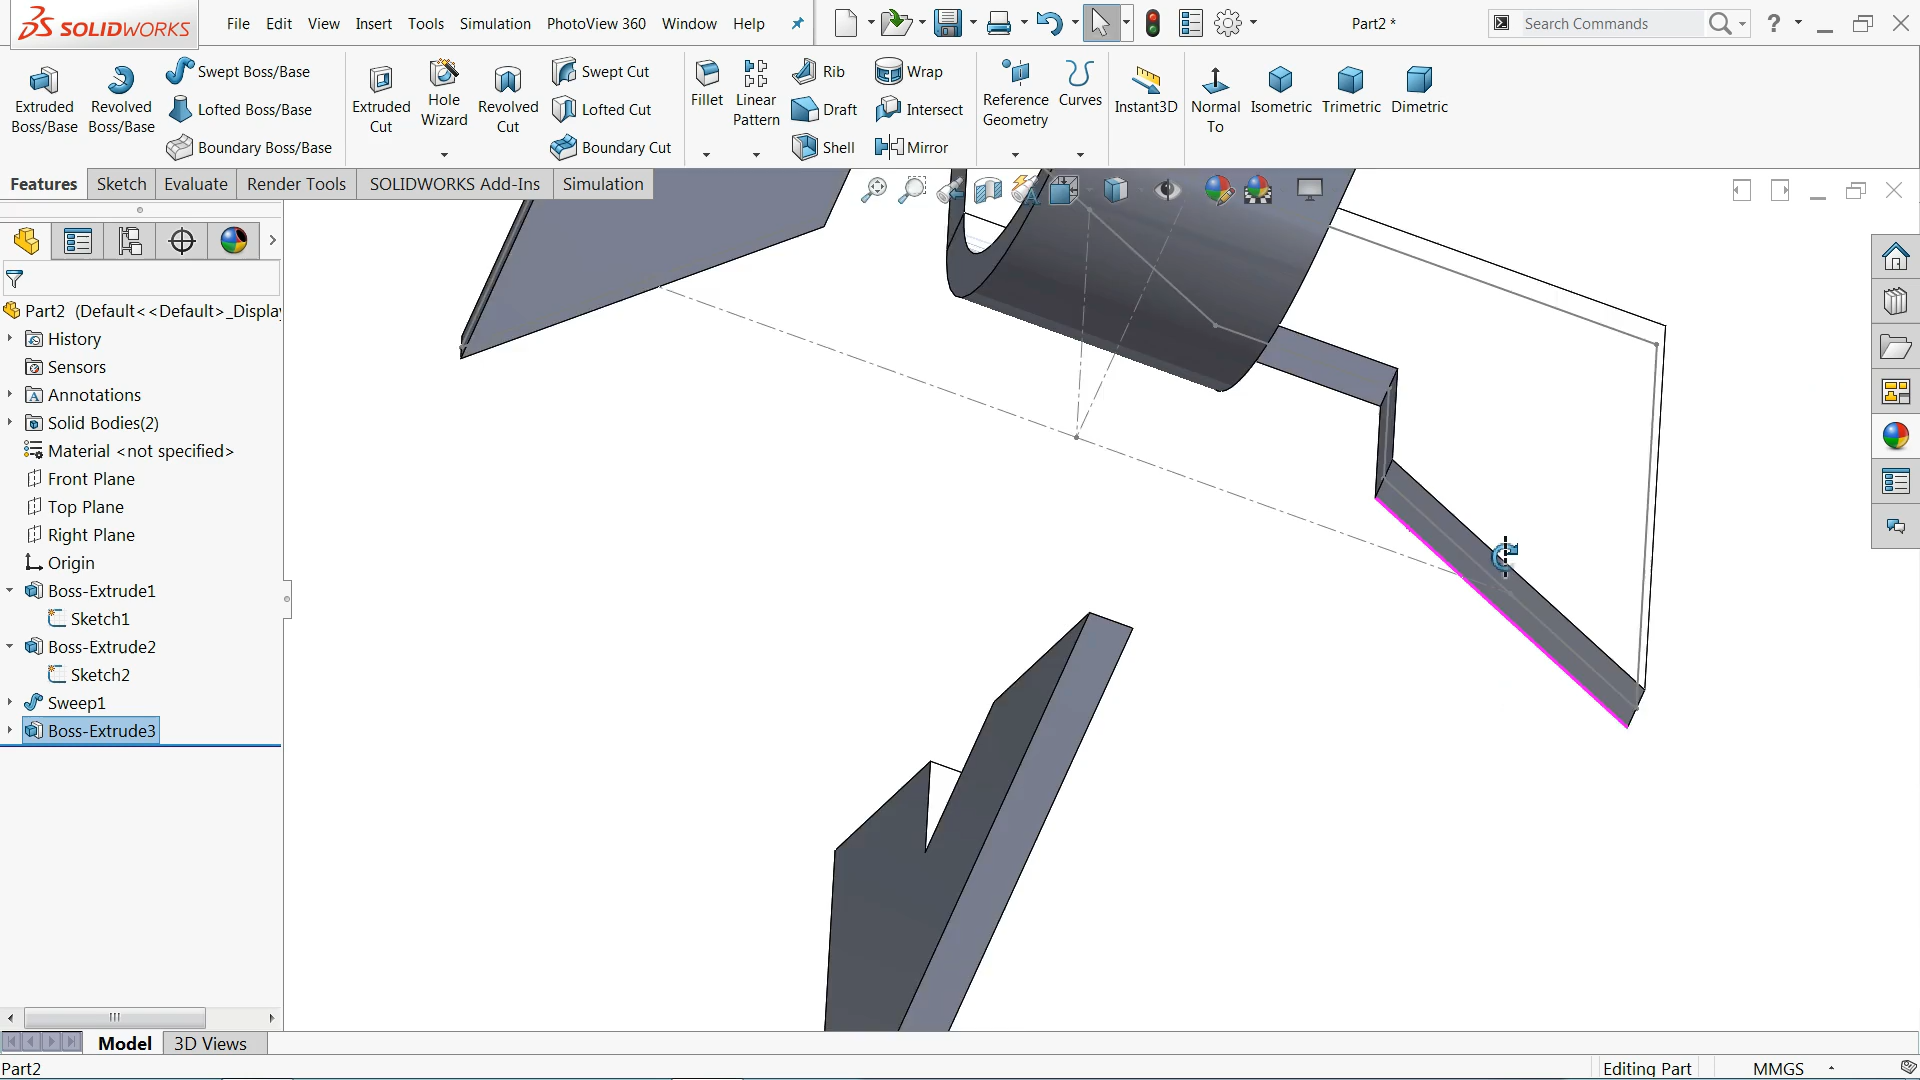 SOLIDWORKS File Edit View Insert Tools Simulation PhotoView 360 Window Help Part2 * Search Commands ?
Extruded Boss/Base
Revolved Boss/Base
Swept Boss/Base
Lofted Boss/Base
Boundary Boss/Base
Extruded Cut
Hole Wizard
Revolved Cut
Swept Cut
Lofted Cut
Boundary Cut
Fillet
Linear Pattern
Rib
Draft
Shell
Wrap
Intersect
Mirror
Reference Geometry
Curves
Instant3D
Normal To
Isometric
Trimetric
Dimetric
Features Sketch Evaluate Render Tools SOLIDWORKS Add-Ins Simulation
Part2 (Default<<Default>_Displa
History
Sensors
Annotations
Solid Bodies(2)
Material <not specified>
Front Plane
Top Plane
Right Plane
Origin
Boss-Extrude1
Sketch1
Boss-Extrude2
Sketch2
Sweep1
Boss-Extrude3
Model 3D Views
Part2 Editing Part MMGS